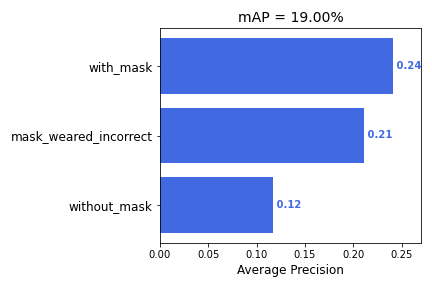 mAP = 19.00%
with_mask
0.24
mask_weared_incorrect
0.21
without_mask
0.12
0.00 0.05 0.10 0.15 0.20 0.25
Average Precision